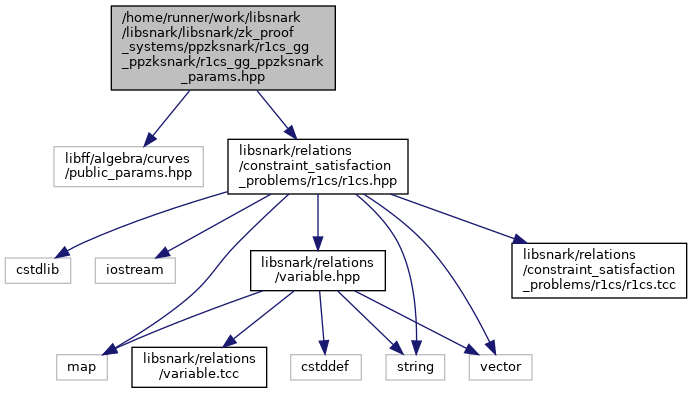 /home/runner/work/libsnark
/libsnark/libsnark/zk_proof
_systems/ppzksnark/r1cs_gg
_ppzksnark/r1cs_gg_ppzksnark
_params.hpp
libff/algebra/curves
/public_params.hpp
libsnark/relations
/constraint_satisfaction
_problems/r1cs/r1cs.hpp
cstdlib
iostream
libsnark/relations
/variable.hpp
libsnark/relations
/constraint_satisfaction
_problems/r1cs/r1cs.tcc
map
libsnark/relations
/variable.tcc
cstddef
string
vector